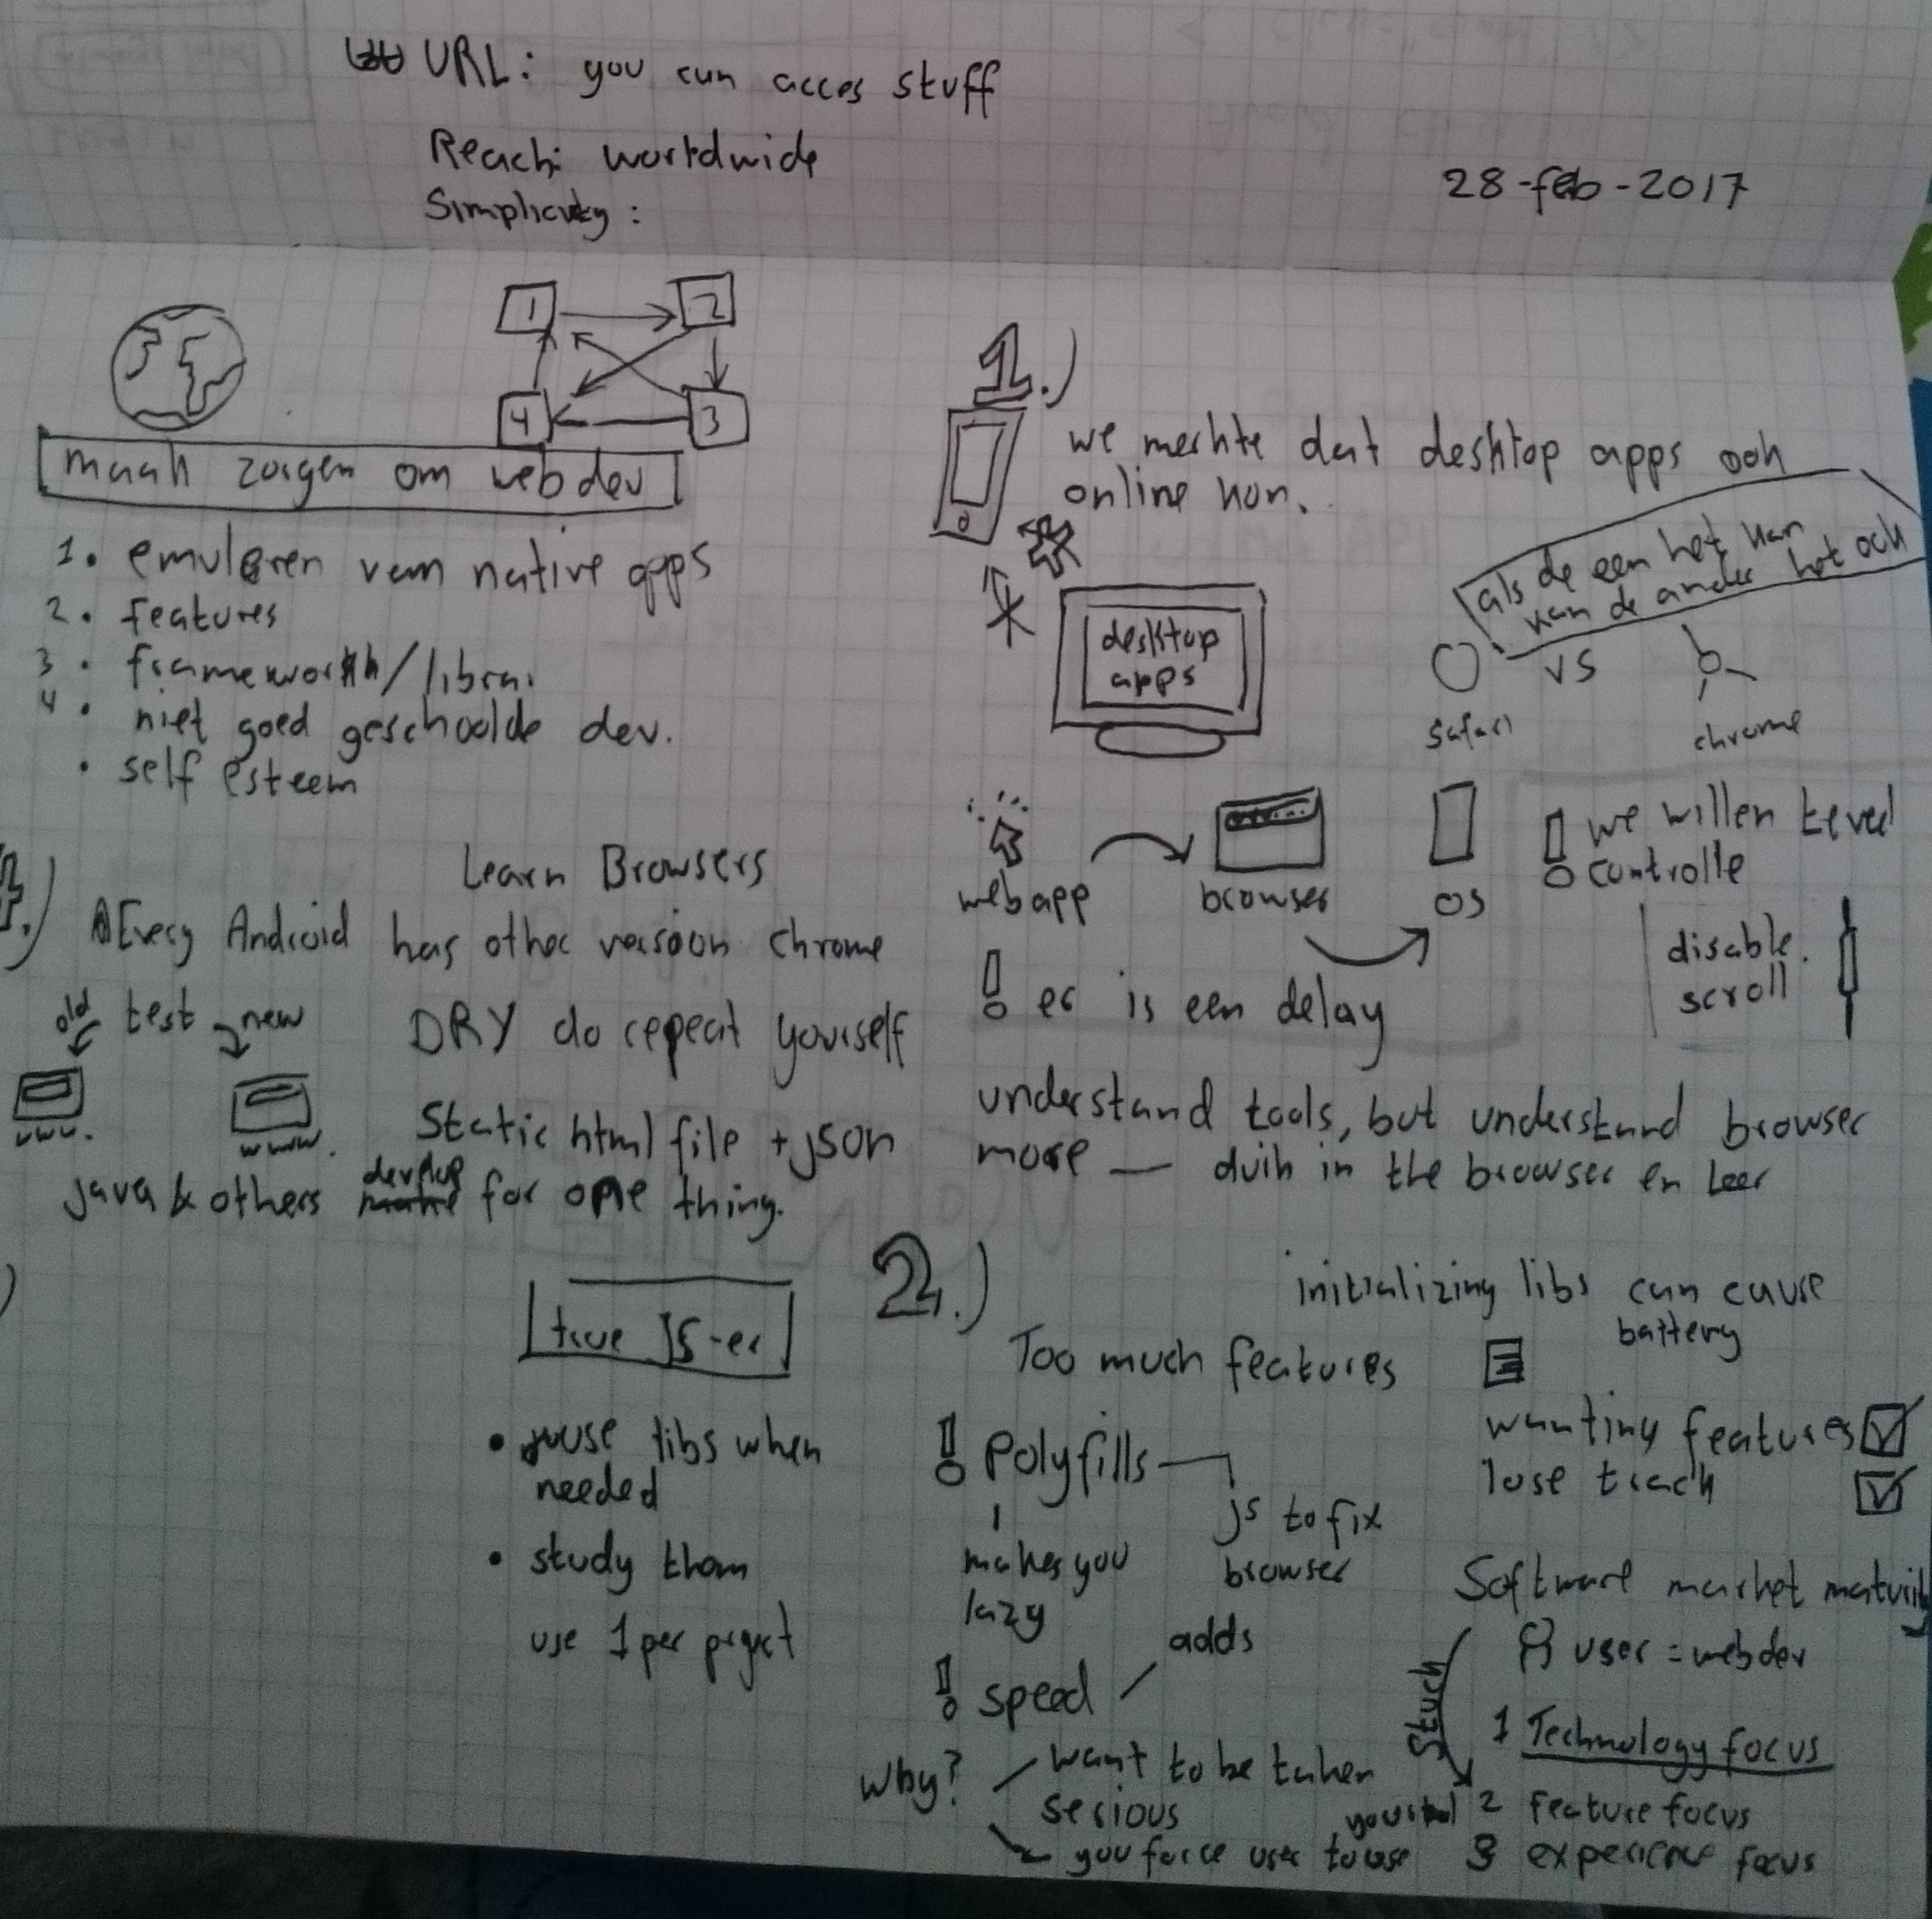 URL: you can acces stuff
Reach: worldwide
Simplicity:
28-feb-2017
1 2
4 3
maak zorgen om web dev
1. emuleren van native apps
2. features
3. framework/librai
4. niet goed geschoolde dev.
• self esteem
1.)
we merkte dat desktop apps ook
online kon.
desktop
apps
als de een het kan
kan de ander het ook
VS
safari
chrome
webapp
browser
OS
! we willen teveel
controlle
disable
scroll
! er is een delay
understand tools, but understand browser
more — duik in the browser en leer
4.)
Learn Browsers
Every Android has other version chrome
old test new
DRY do repeat yourself
www. www.
Static html file + json
java & others develop for one thing.
true JS-er
• use libs when
needed
• study them
use 1 per project
2.)
initializing libs can cause
battery
Too much features
wanting features
lose track
! Polyfills
js to fix
browser
makes you
lazy
! speed
adds
why?
want to be taken
serious
you force user to use
Software market maturity
user = webdev
Stuck
1 Technology focus
2 feature focus
3 experience focus